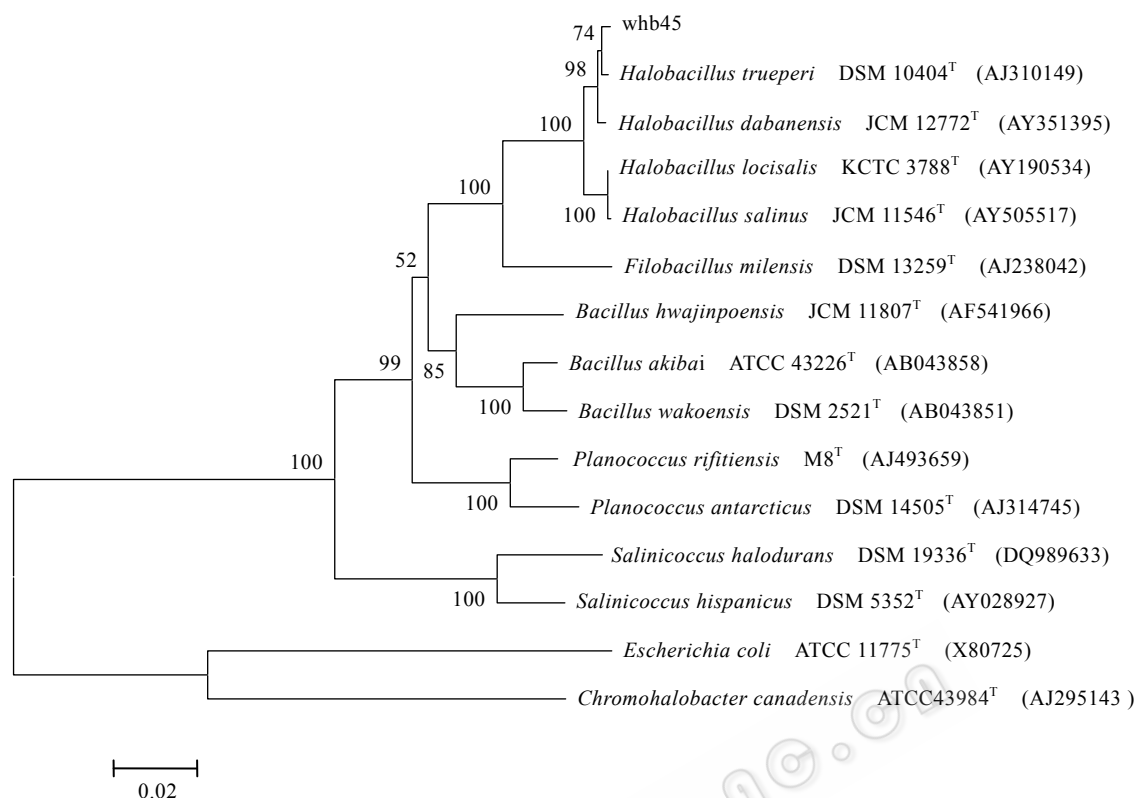 whb45
74
Halobacillus trueperi DSM 10404ᵀ (AJ310149)
98
Halobacillus dabanensis JCM 12772ᵀ (AY351395)
100
Halobacillus locisalis KCTC 3788ᵀ (AY190534)
100
Halobacillus salinus JCM 11546ᵀ (AY505517)
100
Filobacillus milensis DSM 13259ᵀ (AJ238042)
52
Bacillus hwajinpoensis JCM 11807ᵀ (AF541966)
99
Bacillus akibai ATCC 43226ᵀ (AB043858)
85
Bacillus wakoensis DSM 2521ᵀ (AB043851)
100
Planococcus rifitiensis M8ᵀ (AJ493659)
100
Planococcus antarcticus DSM 14505ᵀ (AJ314745)
100
Salinicoccus halodurans DSM 19336ᵀ (DQ989633)
Salinicoccus hispanicus DSM 5352ᵀ (AY028927)
100
Escherichia coli ATCC 11775ᵀ (X80725)
Chromohalobacter canadensis ATCC43984ᵀ (AJ295143 )
0.02